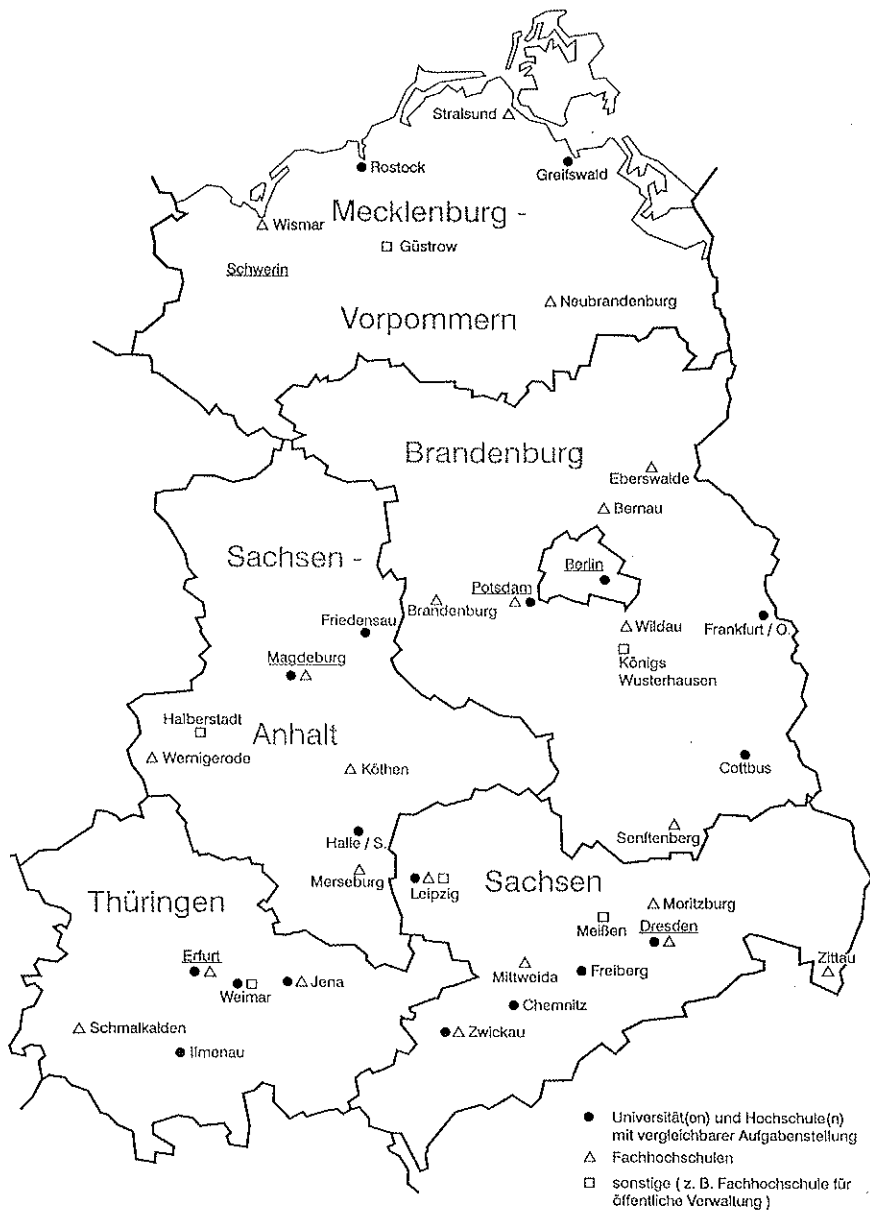 Stralsund
Rostock
Greifswald
Mecklenburg -
Wismar
Güstrow
Schwerin
Neubrandenburg
Vorpommern
Brandenburg
Eberswalde
Bernau
Sachsen -
Berlin
Potsdam
Brandenburg
Friedensau
Wildau
Frankfurt / O.
Magdeburg
Königs
Wusterhausen
Halberstadt
Anhalt
Wernigerode
Köthen
Cottbus
Halle / S.
Senftenberg
Merseburg
Leipzig
Sachsen
Thüringen
Moritzburg
Meißen
Dresden
Erfurt
Mittweida
Freiberg
Zittau
Weimar
Jena
Chemnitz
Schmalkalden
Zwickau
Ilmenau
Universität(en) und Hochschule(n)
mit vergleichbarer Aufgabenstellung
Fachhochschulen
sonstige ( z. B. Fachhochschule für
öffentliche Verwaltung )